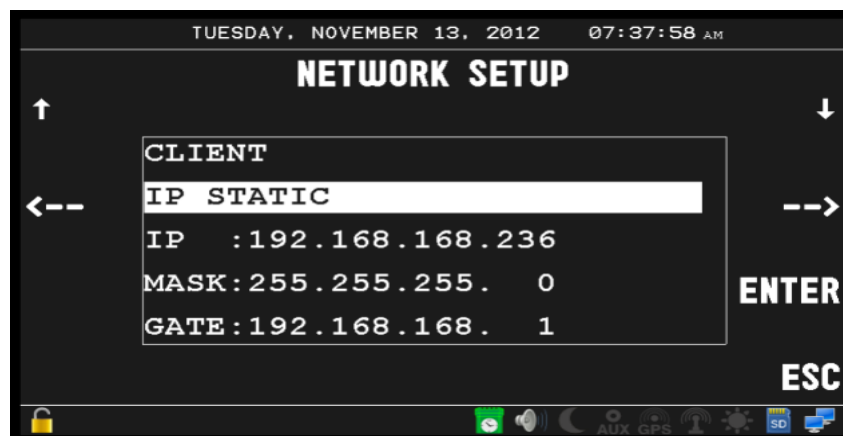 TUESDAY, NOVEMBER 13, 2012 07:37:58 AM
NETWORK SETUP
↑ ↓
CLIENT
<-- IP STATIC -->
IP :192.168.168.236
MASK:255.255.255. 0
ENTER
GATE:192.168.168. 1
ESC
AUX GPS SD